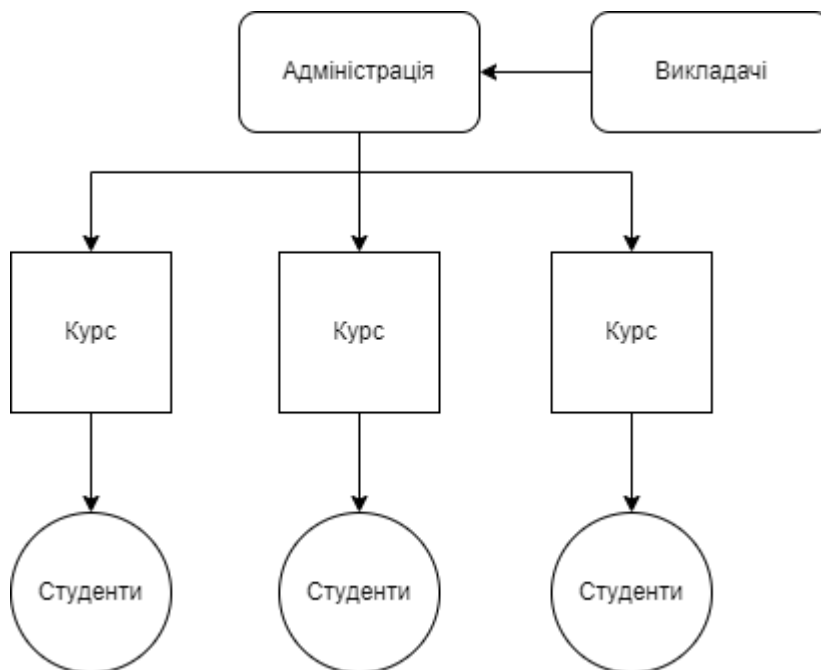 Адміністрація
Викладачі
Курс
Курс
Курс
Студенти
Студенти
Студенти